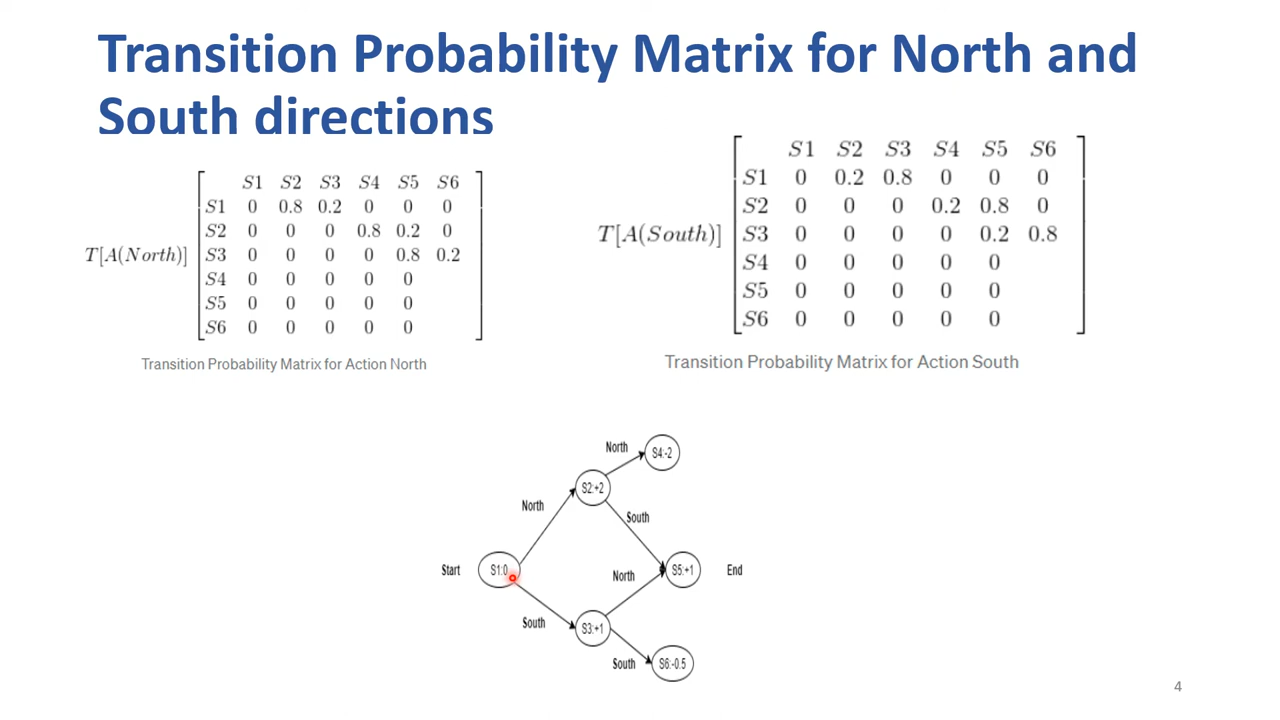 Transition Probability Matrix for North and
South directions
S1 S2 S3 S4 S5 S6
S1 0 0.8 0.2 0 0 0
S2 0 0 0 0.8 0.2 0
T[A(North)] S3 0 0 0 0 0.8 0.2
S4 0 0 0 0 0
S5 0 0 0 0 0
S6 0 0 0 0 0
Transition Probability Matrix for Action North
S1 S2 S3 S4 S5 S6
S1 0 0.2 0.8 0 0 0
S2 0 0 0 0.2 0.8 0
T[A(South)] S3 0 0 0 0 0.2 0.8
S4 0 0 0 0 0
S5 0 0 0 0 0
S6 0 0 0 0 0
Transition Probability Matrix for Action South
North
S4:-2
S2:+2
North
South
Start
S1:0
North
S5:+1
End
South
S3:+1
South
S6:-0.5
4